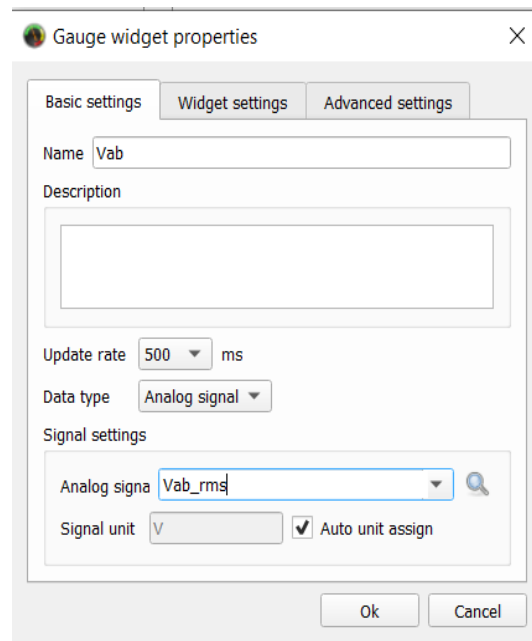 Gauge widget properties
Basic settings Widget settings Advanced settings
Name Vab
Description
Update rate 500 ms
Data type Analog signal
Signal settings
Analog signa Vab_rms
Signal unit V Auto unit assign
Ok Cancel